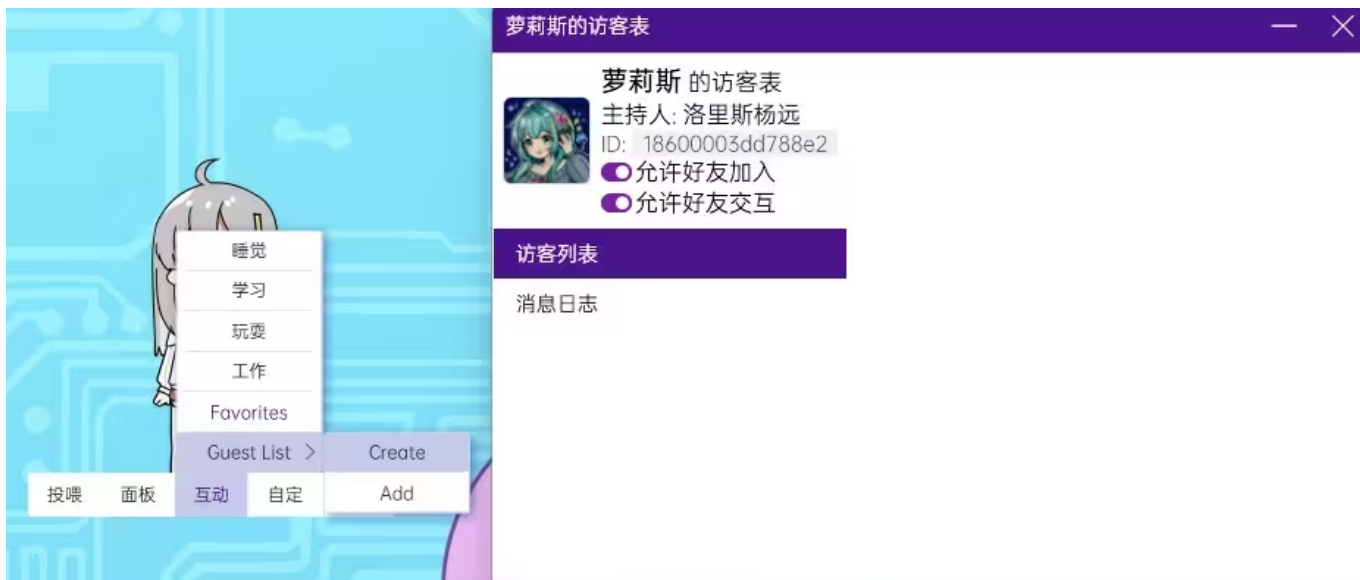 萝莉斯的访客表
萝莉斯 的访客表
主持人: 洛里斯杨远
ID: 18600003dd788e2
允许好友加入
允许好友交互
访客列表
消息日志
睡觉
学习
玩耍
工作
Favorites
Guest List > Create
投喂 面板 互动 自定 Add